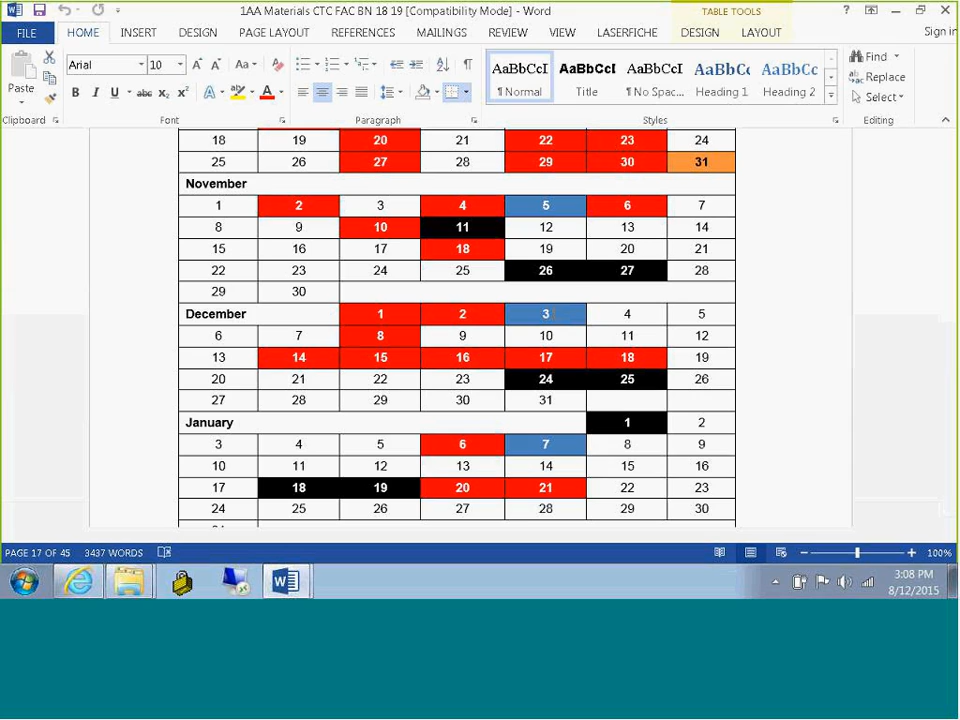 1AA Materials CTC FAC BN 18 19 [Compatibility Mode] - Word
TABLE TOOLS
FILE HOME INSERT DESIGN PAGE LAYOUT REFERENCES MAILINGS REVIEW VIEW LASERFICHE DESIGN LAYOUT Sign in
Paste
Arial 10
AaBbCcI AaBbCcI AaBbCcI AaBbCc AaBbCc
¶ Normal Title ¶ No Spac... Heading 1 Heading 2
Find
Replace
Select
Clipboard Font Paragraph Styles Editing
18 19 20 21 22 23 24
25 26 27 28 29 30 31
November
1 2 3 4 5 6 7
8 9 10 11 12 13 14
15 16 17 18 19 20 21
22 23 24 25 26 27 28
29 30
December 1 2 3 4 5
6 7 8 9 10 11 12
13 14 15 16 17 18 19
20 21 22 23 24 25 26
27 28 29 30 31
January 1 2
3 4 5 6 7 8 9
10 11 12 13 14 15 16
17 18 19 20 21 22 23
24 25 26 27 28 29 30
PAGE 17 OF 45 3437 WORDS 100%
3:08 PM
8/12/2015